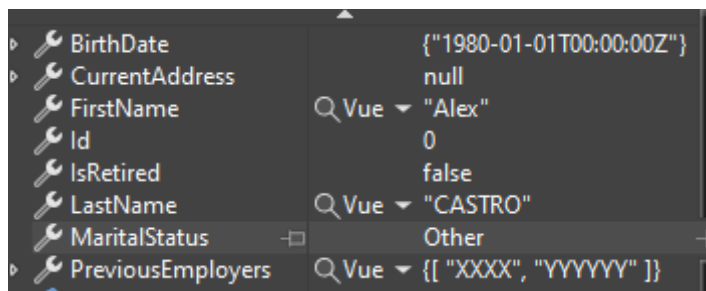 BirthDate {"1980-01-01T00:00:00Z"}
CurrentAddress null
FirstName Vue "Alex"
Id 0
IsRetired false
LastName Vue "CASTRO"
MaritalStatus Other
PreviousEmployers Vue {[ "XXXX", "YYYYYY" ]}